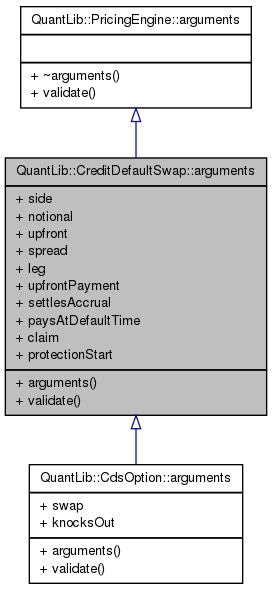 QuantLib::PricingEngine::arguments
+ ~arguments()
+ validate()
QuantLib::CreditDefaultSwap::arguments
+ side
+ notional
+ upfront
+ spread
+ leg
+ upfrontPayment
+ settlesAccrual
+ paysAtDefaultTime
+ claim
+ protectionStart
+ arguments()
+ validate()
QuantLib::CdsOption::arguments
+ swap
+ knocksOut
+ arguments()
+ validate()